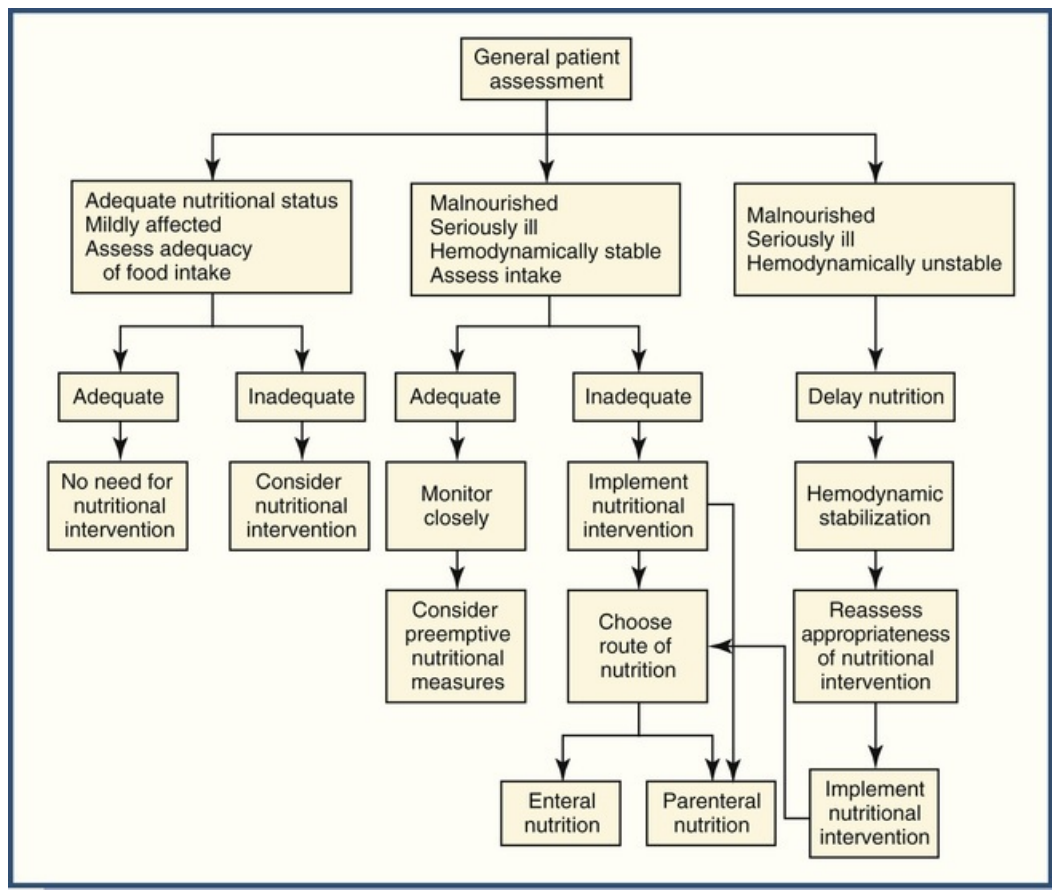 General patient
assessment
Adequate nutritional status
Mildly affected
Assess adequacy
of food intake
Malnourished
Seriously ill
Hemodynamically stable
Assess intake
Malnourished
Seriously ill
Hemodynamically unstable
Adequate
Inadequate
Adequate
Inadequate
Delay nutrition
No need for
nutritional
intervention
Consider
nutritional
intervention
Monitor
closely
Implement
nutritional
intervention
Hemodynamic
stabilization
Consider
preemptive
nutritional
measures
Choose
route of
nutrition
Reassess
appropriateness
of nutritional
intervention
Enteral
nutrition
Parenteral
nutrition
Implement
nutritional
intervention